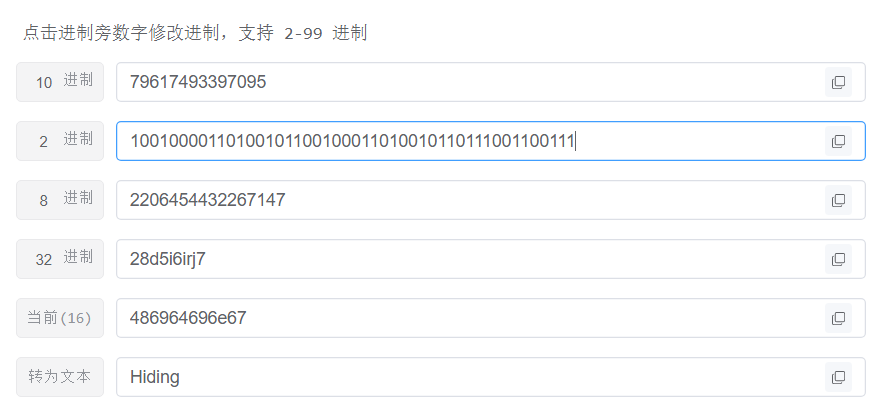 点击进制旁数字修改进制，支持 2-99 进制
10 进制 79617493397095
2 进制 10010000110100101100100011010010110111001100111
8 进制 2206454432267147
32 进制 28d5i6irj7
当前(16) 486964696e67
转为文本 Hiding